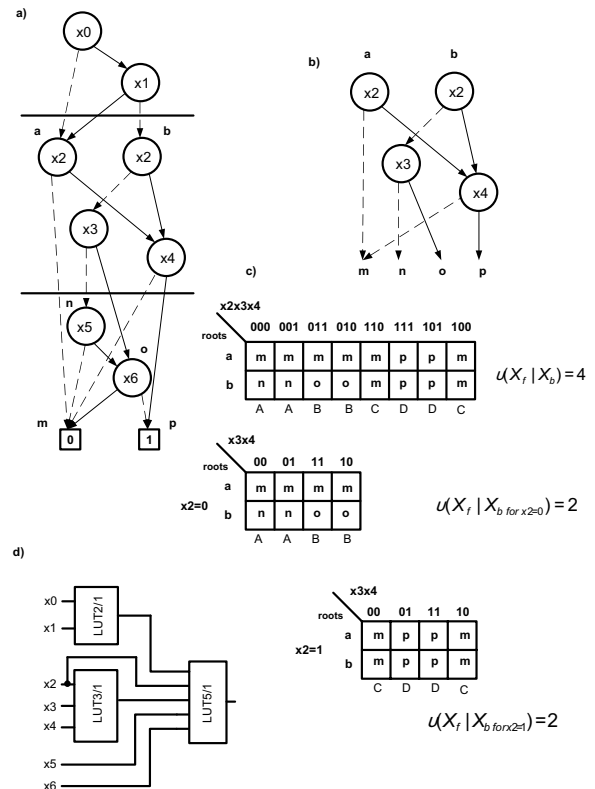 a)
x0
x1
a
b
x2
x2
x3
x4
n
x5
o
x6
m
0
1
p
b)
a
b
x2
x2
x3
x4
m n o p
c)
x2x3x4
roots 000 001 011 010 110 111 101 100
a m m m m m p p m
b n n o o m p p m
A A B B C D D C
u(X_f | X_b) = 4
x3x4
roots 00 01 11 10
x2=0
a m m m m
b n n o o
A A B B
u(X_f | X_b for x2=0) = 2
d)
x0
x1
LUT2/1
x2
x3
x4
LUT3/1
LUT5/1
x5
x6
x3x4
roots 00 01 11 10
x2=1
a m p p m
b m p p m
C D D C
u(X_f | X_b for x2=1) = 2